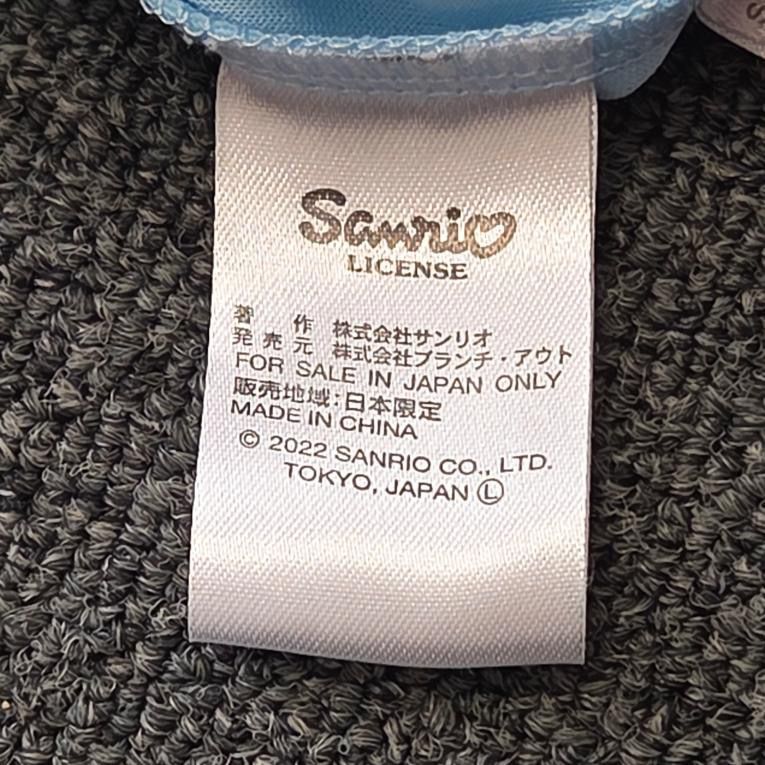 Sanrio
LICENSE
著 作 株式会社サンリオ
発売元 株式会社ブランチ・アウト
FOR SALE IN JAPAN ONLY
販売地域:日本限定
MADE IN CHINA
© 2022 SANRIO CO., LTD.
TOKYO, JAPAN Ⓛ